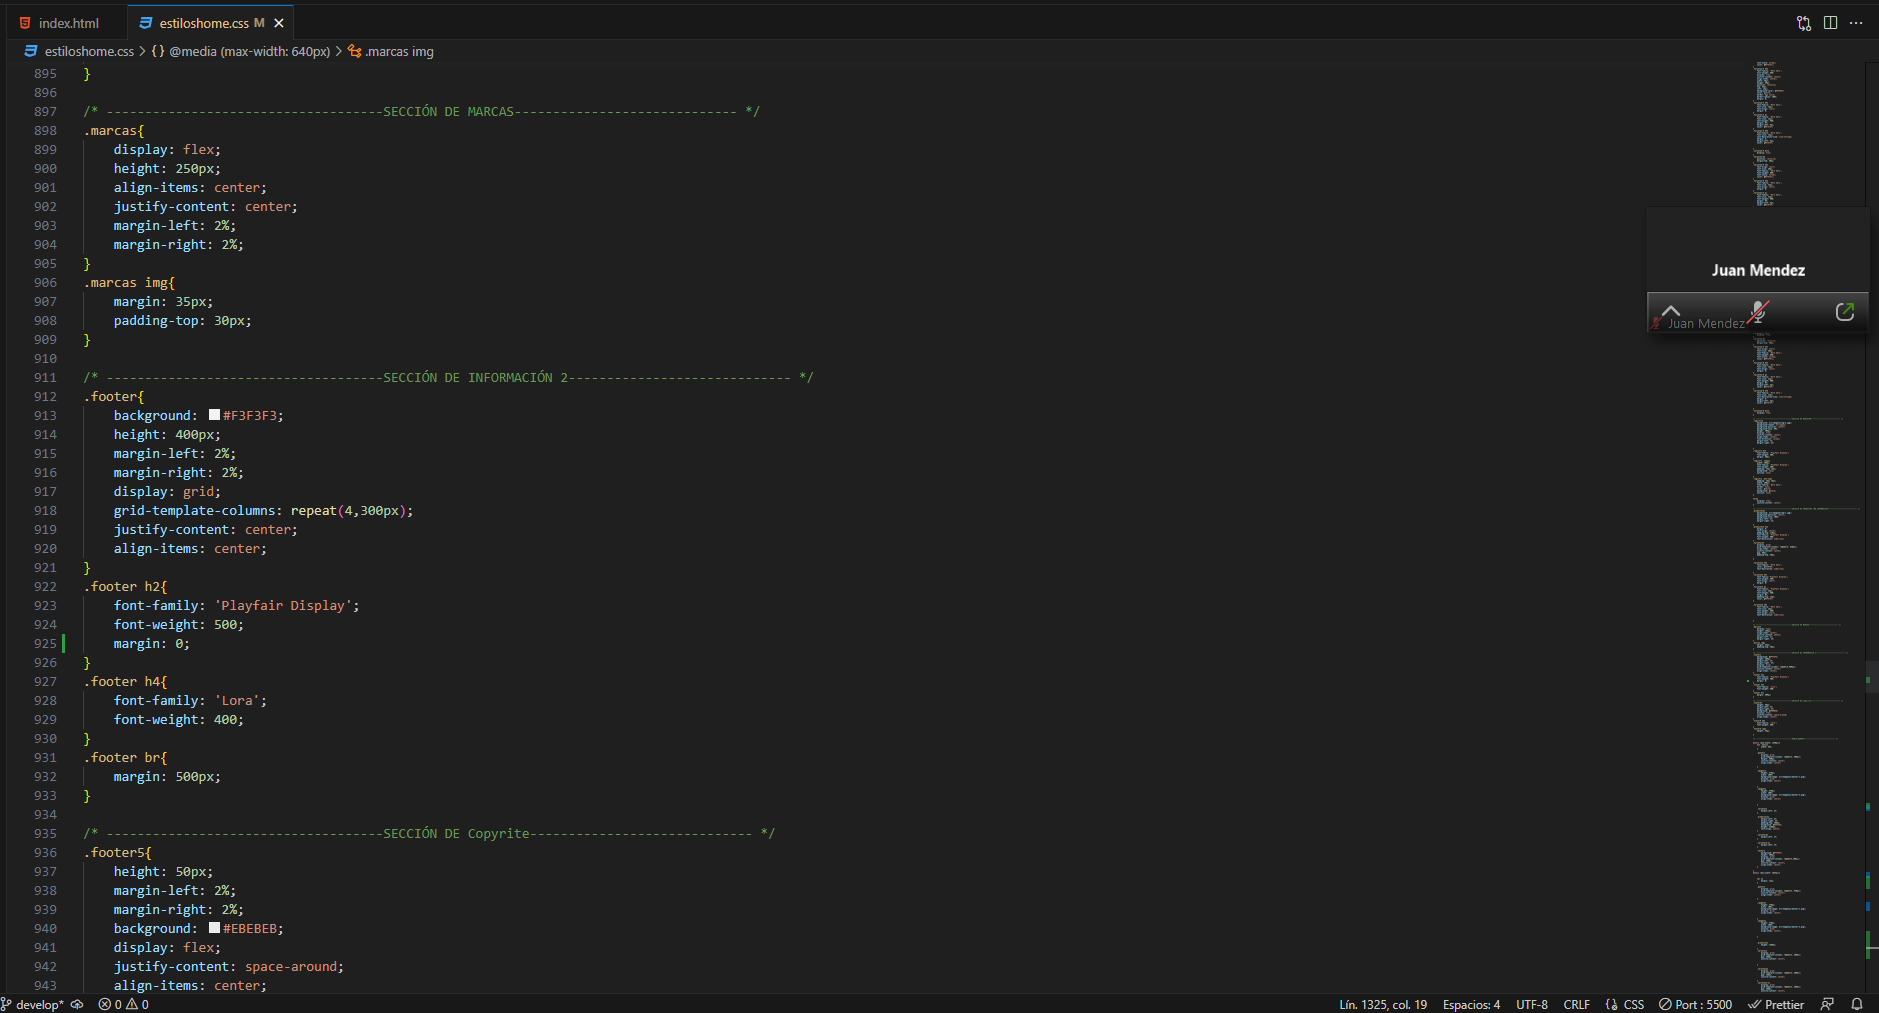 index.html estiloshome.css M
estiloshome.css > {} @media (max-width: 640px) > .marcas img
895 }
896
897 /* ------------------------------------SECCIÓN DE MARCAS----------------------------- */
898 .marcas{
899 display: flex;
900 height: 250px;
901 align-items: center;
902 justify-content: center;
903 margin-left: 2%;
904 margin-right: 2%;
905 }
906 .marcas img{
907 margin: 35px;
908 padding-top: 30px;
909 }
910
911 /* ------------------------------------SECCIÓN DE INFORMACIÓN 2----------------------------- */
912 .footer{
913 background: #F3F3F3;
914 height: 400px;
915 margin-left: 2%;
916 margin-right: 2%;
917 display: grid;
918 grid-template-columns: repeat(4,300px);
919 justify-content: center;
920 align-items: center;
921 }
922 .footer h2{
923 font-family: 'Playfair Display';
924 font-weight: 500;
925 margin: 0;
926 }
927 .footer h4{
928 font-family: 'Lora';
929 font-weight: 400;
930 }
931 .footer br{
932 margin: 500px;
933 }
934
935 /* ------------------------------------SECCIÓN DE Copyrite----------------------------- */
936 .footer5{
937 height: 50px;
938 margin-left: 2%;
939 margin-right: 2%;
940 background: #EBEBEB;
941 display: flex;
942 justify-content: space-around;
943 align-items: center;
Juan Mendez
Juan Mendez
develop* 0 0 Lín. 1325, col. 19 Espacios: 4 UTF-8 CRLF {} CSS Port : 5500 Prettier